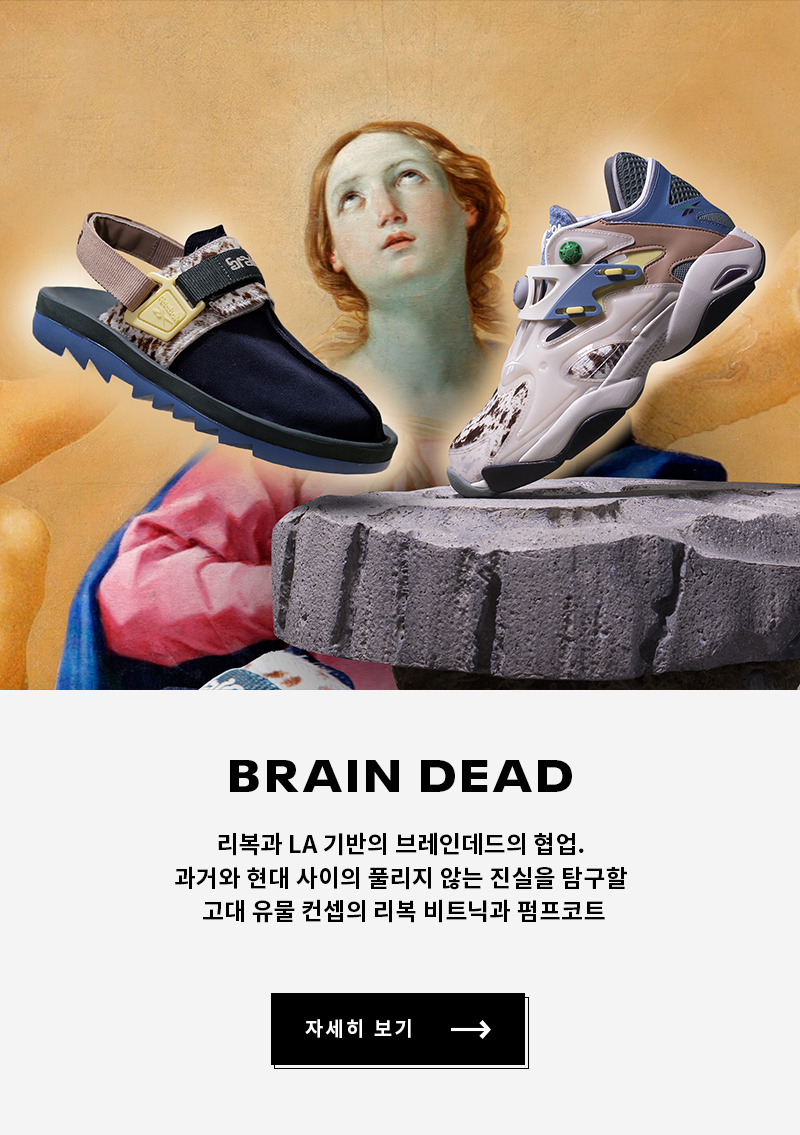 BRAIN DEAD
리복과 LA 기반의 브레인데드의 협업.
과거와 현대 사이의 풀리지 않는 진실을 탐구할
고대 유물 컨셉의 리복 비트닉과 펌프코트
자세히 보기